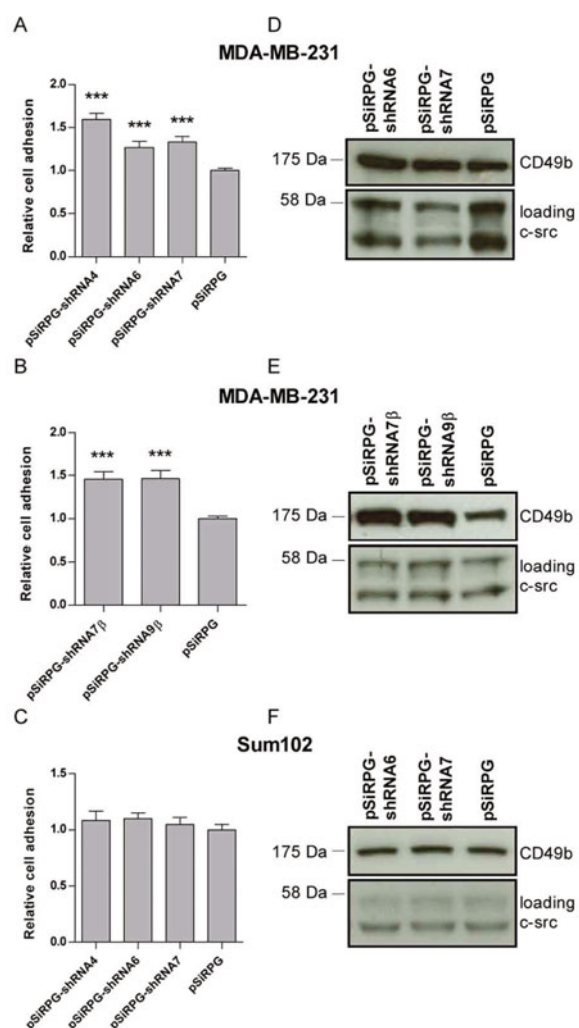 A
MDA-MB-231
Relative cell adhesion
2.0
1.5
1.0
0.5
0.0
***
***
***
pSiRPG-shRNA4
pSiRPG-shRNA6
pSiRPG-shRNA7
pSiRPG
D
pSiRPG-
shRNA6
pSiRPG-
shRNA7
pSiRPG
175 Da
CD49b
58 Da
loading
c-src
B
MDA-MB-231
Relative cell adhesion
2.0
1.5
1.0
0.5
0.0
***
***
pSiRPG-shRNA7β
pSiRPG-shRNA9β
pSiRPG
E
pSiRPG-
shRNA7β
pSiRPG-
shRNA9β
pSiRPG
175 Da
CD49b
58 Da
loading
c-src
C
Sum102
Relative cell adhesion
1.5
1.0
0.5
0.0
pSiRPG-shRNA4
pSiRPG-shRNA6
pSiRPG-shRNA7
pSiRPG
F
pSiRPG-
shRNA6
pSiRPG-
shRNA7
pSiRPG
175 Da
CD49b
58 Da
loading
c-src